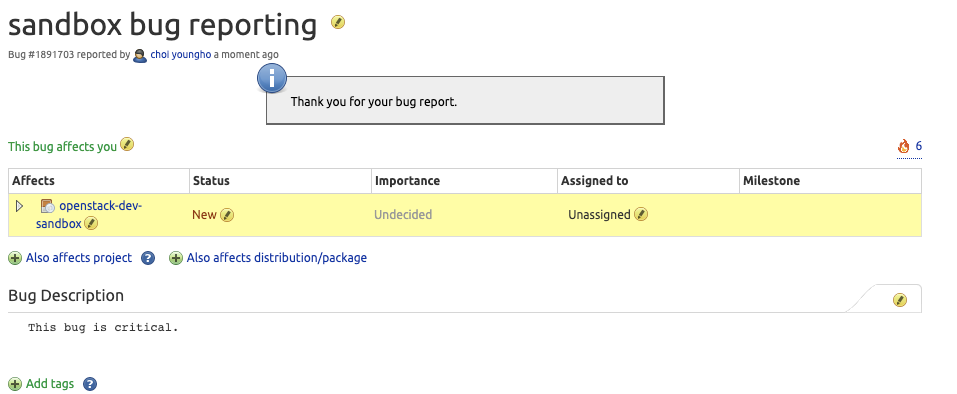 sandbox bug reporting
Bug #1891703 reported by choi youngho a moment ago
i
Thank you for your bug report.
This bug affects you
6
Affects Status Importance Assigned to Milestone
openstack-dev-
sandbox New Undecided Unassigned
Also affects project ? Also affects distribution/package
Bug Description
This bug is critical.
Add tags ?